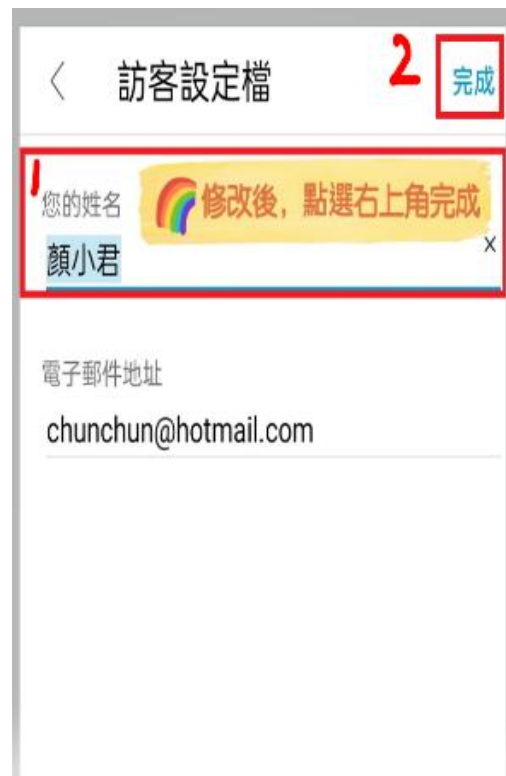 訪客設定檔
2
完成
1
您的姓名
修改後，點選右上角完成
顏小君
x
電子郵件地址
chunchun@hotmail.com